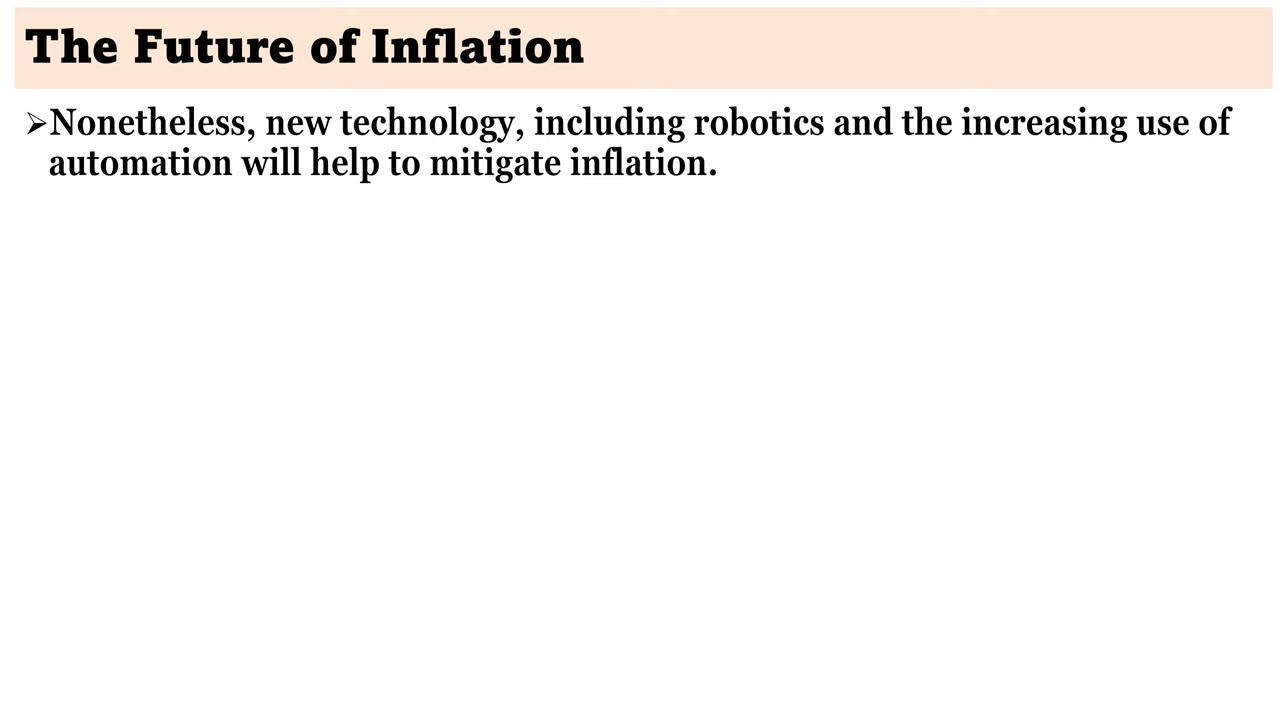 The Future of Inflation
➢Nonetheless, new technology, including robotics and the increasing use of
automation will help to mitigate inflation.